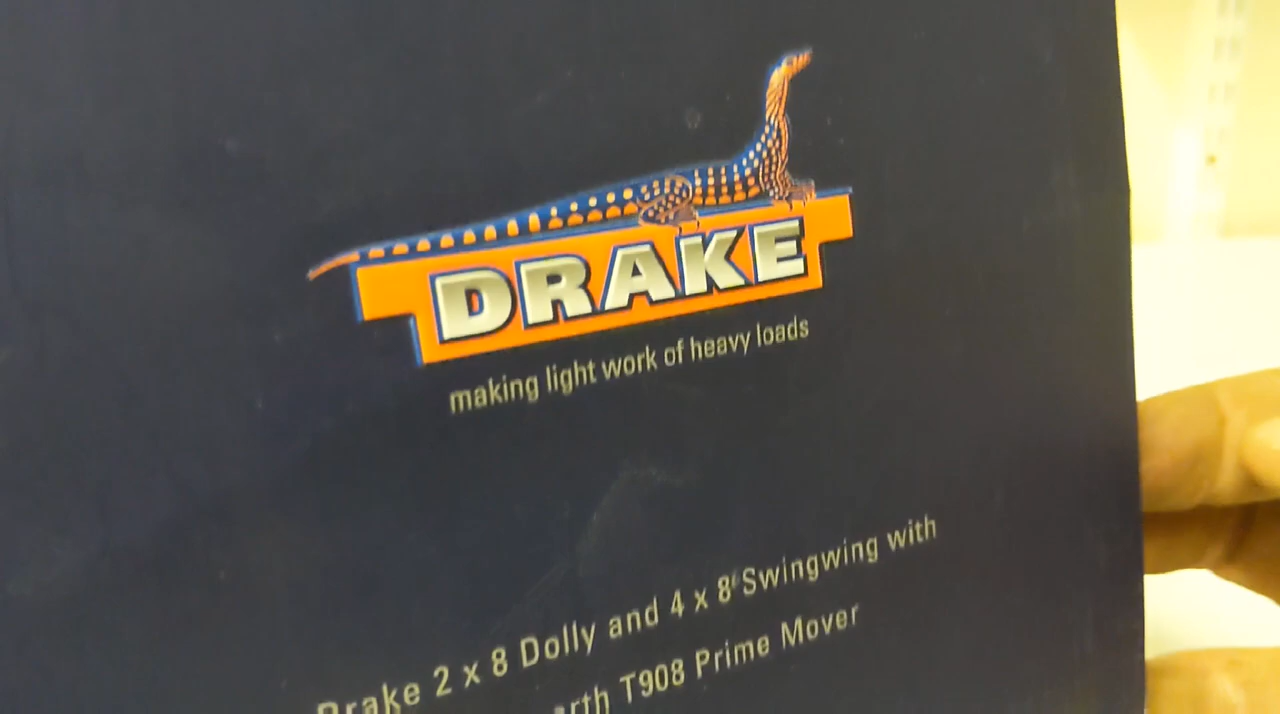 DRAKE
making light work of heavy loads
Drake 2 x 8 Dolly and 4 x 8 Swingwing with
T908 Prime Mover